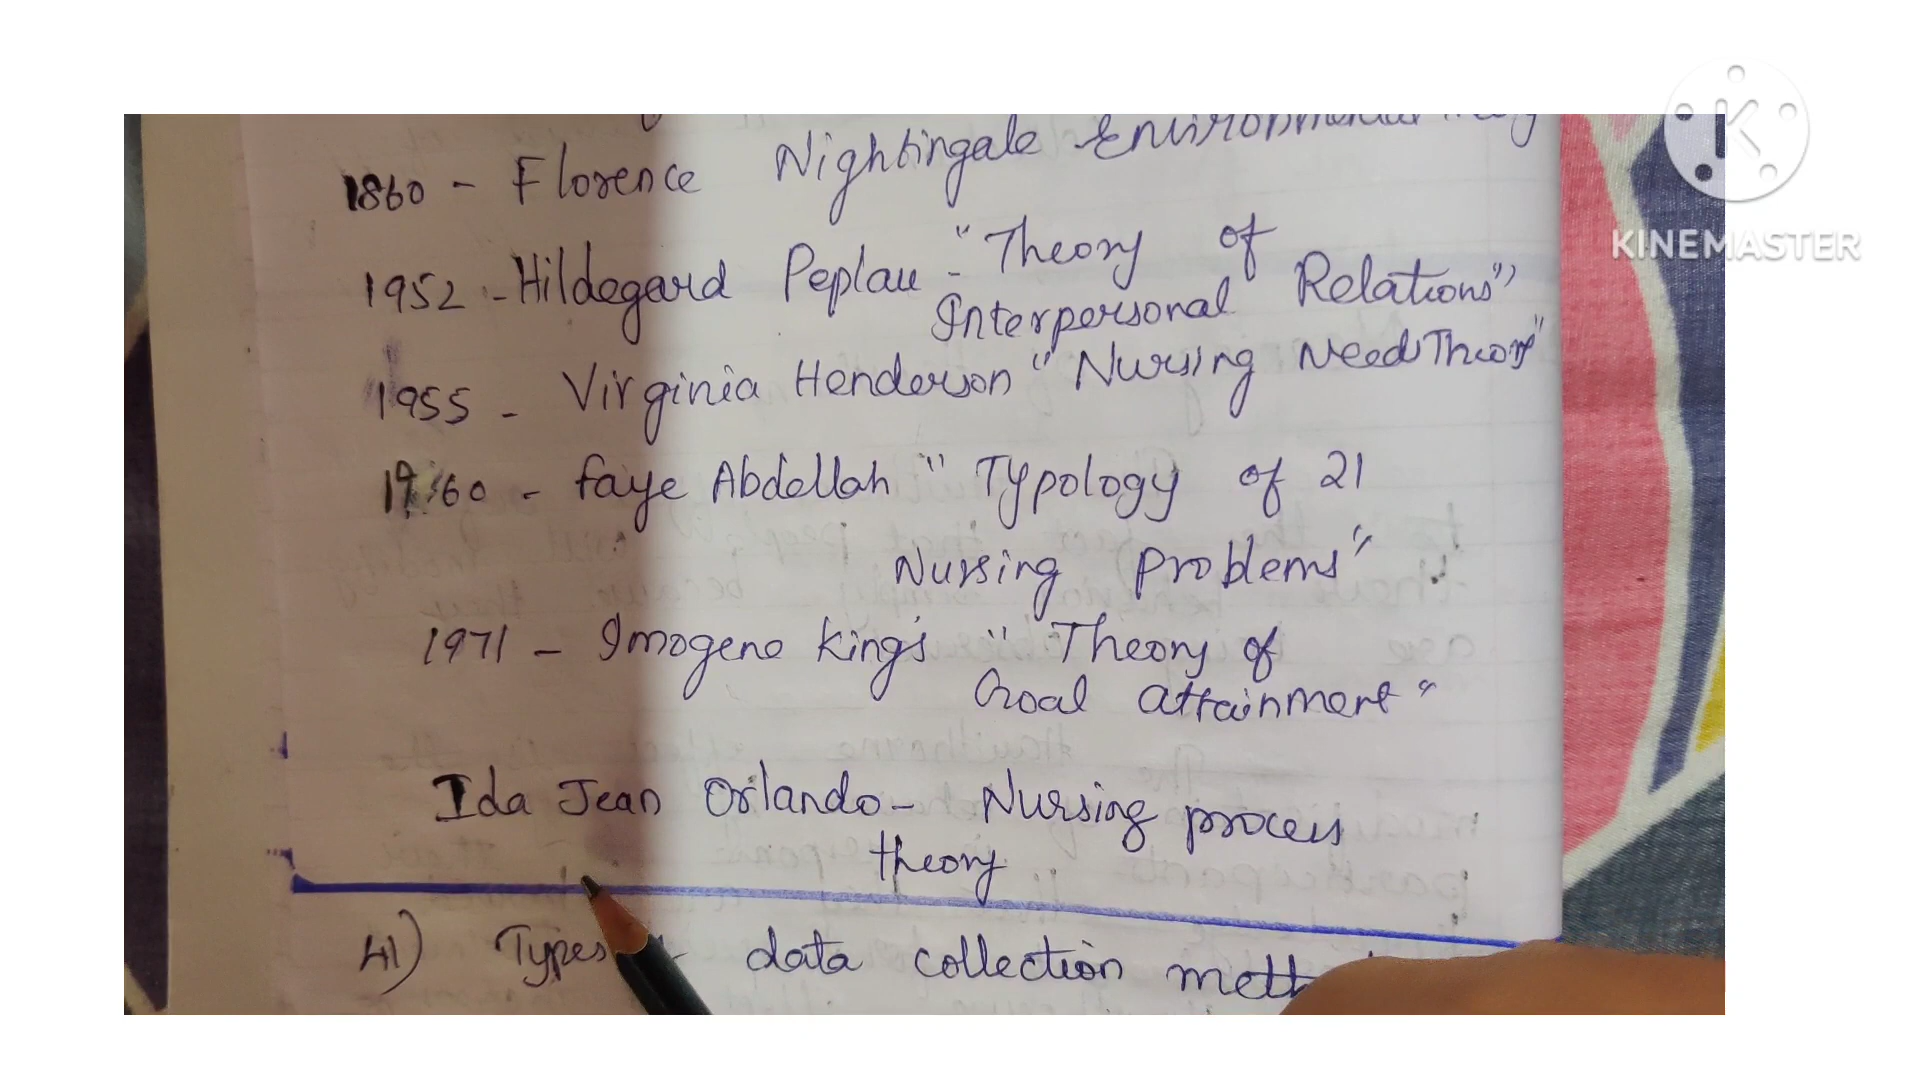 1860 - Florence Nightingale Environmental
1952 - Hildegard Peplau - "Theory of
Interpersonal Relations"
1955 - Virginia Henderson "Nursing Need Theory"
1960 - Faye Abdellah "Typology of 21
Nursing Problems"
1971 - Imogene King's "Theory of
Goal attainment"
Ida Jean Orlando - Nursing process
theory
41) Types data collection
KINEMASTER